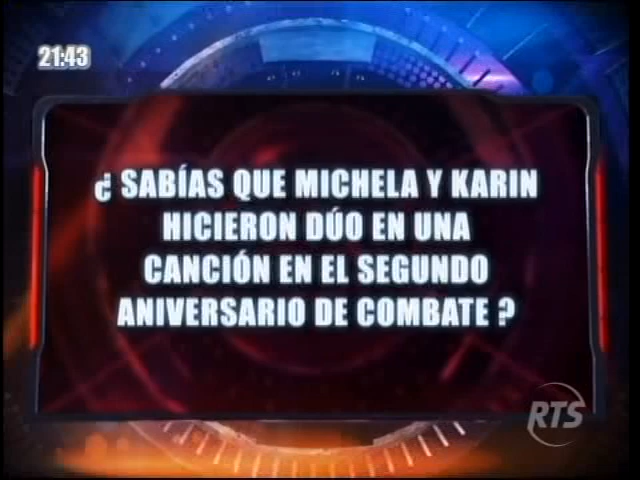 21:43
¿ SABÍAS QUE MICHELA Y KARIN
HICIERON DÚO EN UNA
CANCIÓN EN EL SEGUNDO
ANIVERSARIO DE COMBATE ?
RTS